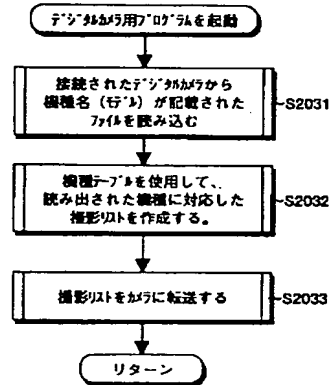 デジタルカメラ用プログラムを起動
接続されたデジタルカメラから
機種名（モデル）が記載された
ファイルを読み込む
S2031
機種テーブルを使用して、
読み出された機種に対応した
撮影リストを作成する。
S2032
撮影リストをカメラに転送する
S2033
リターン